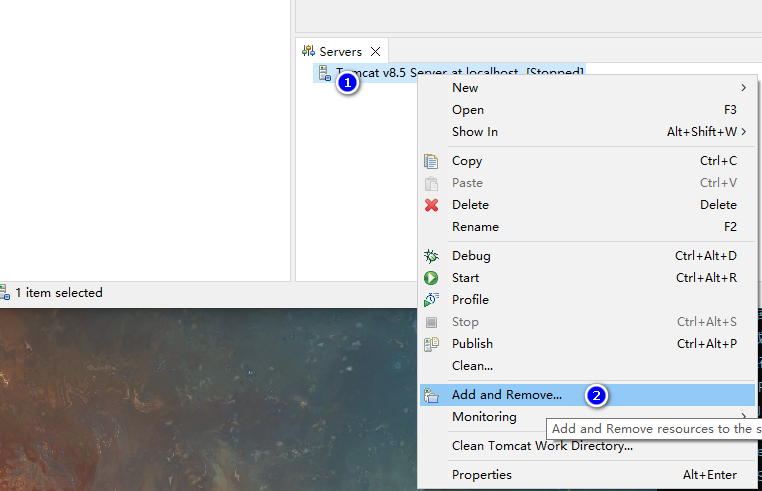 Servers
1
Tomcat v8.5 Server at localhost [Stopped]
New
Open F3
Show In Alt+Shift+W
Copy Ctrl+C
Paste Ctrl+V
Delete Delete
Rename F2
Debug Ctrl+Alt+D
Start Ctrl+Alt+R
1 item selected
Profile
Stop Ctrl+Alt+S
Publish Ctrl+Alt+P
Clean...
Add and Remove... 2
Monitoring
Add and Remove resources to the s
Clean Tomcat Work Directory...
Properties Alt+Enter